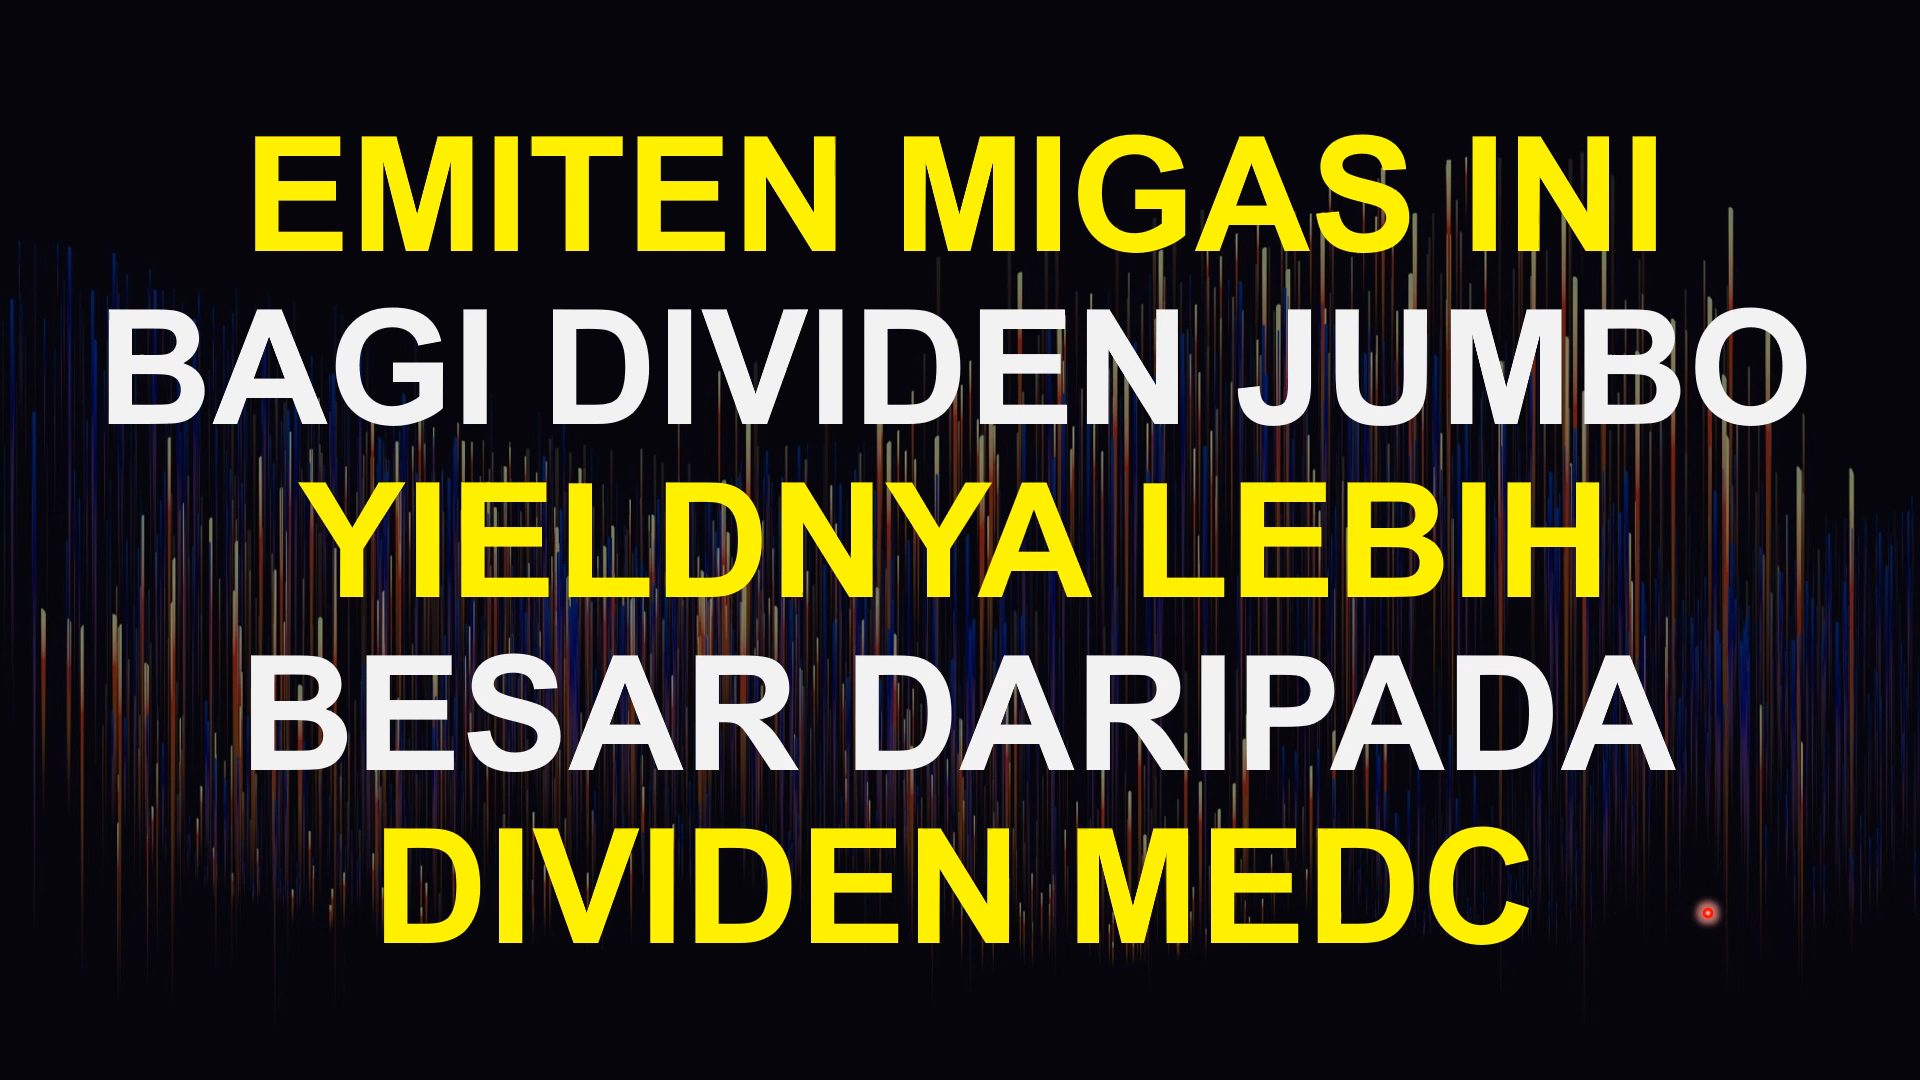 EMITEN MIGAS INI
BAGI DIVIDEN JUMBO
YIELDNYA LEBIH
BESAR DARIPADA
DIVIDEN MEDC